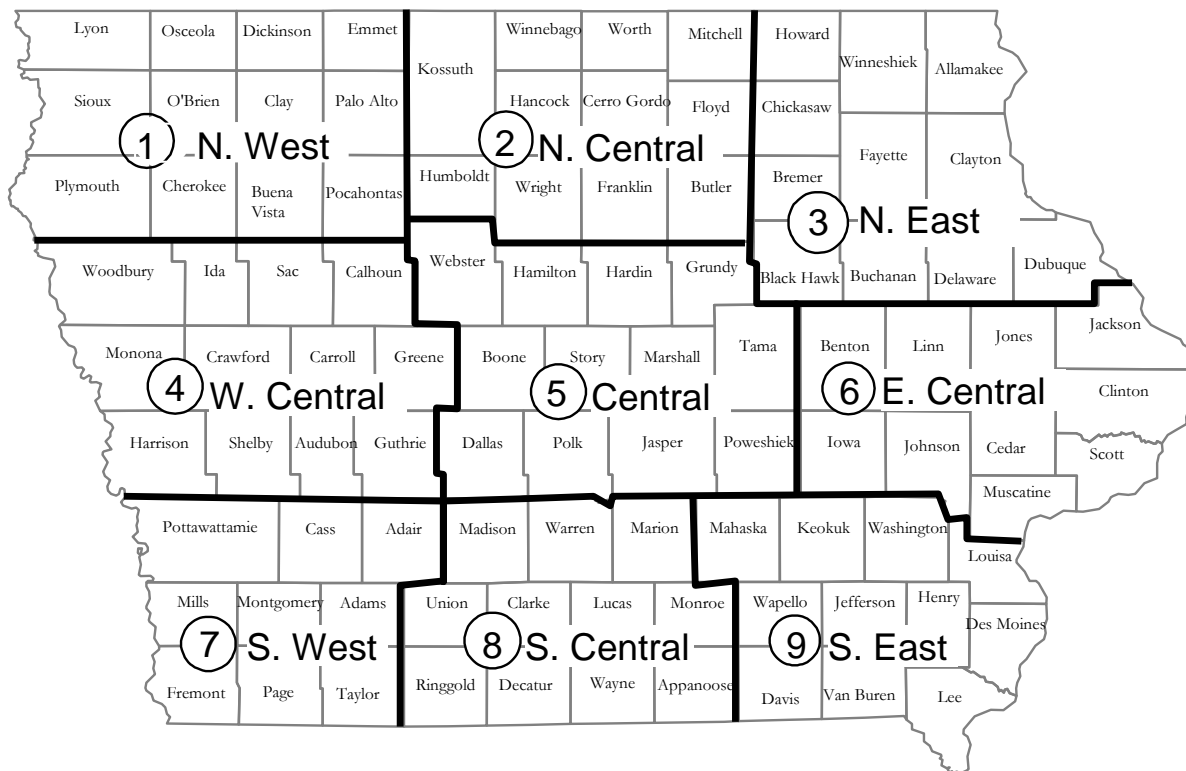 Lyon Osceola Dickinson Emmet Winnebago Worth Mitchell Howard
Kossuth Winneshiek Allamakee
Sioux O'Brien Clay Palo Alto Hancock Cerro Gordo Floyd Chickasaw
1 N. West 2 N. Central
Fayette Clayton
Plymouth Cherokee Buena Vista Pocahontas Humboldt Wright Franklin Butler Bremer
3 N. East
Woodbury Ida Sac Calhoun Webster Hamilton Hardin Grundy Black Hawk Buchanan Delaware Dubuque
Monona Crawford Carroll Greene Boone Story Marshall Tama Benton Linn Jones Jackson
4 W. Central 5 Central 6 E. Central Clinton
Harrison Shelby Audubon Guthrie Dallas Polk Jasper Poweshiek Iowa Johnson Cedar Scott
Muscatine
Pottawattamie Cass Adair Madison Warren Marion Mahaska Keokuk Washington
Louisa
Mills Montgomery Adams Union Clarke Lucas Monroe Wapello Jefferson Henry
Des Moines
7 S. West 8 S. Central 9 S. East
Fremont Page Taylor Ringgold Decatur Wayne Appanoose Davis Van Buren Lee